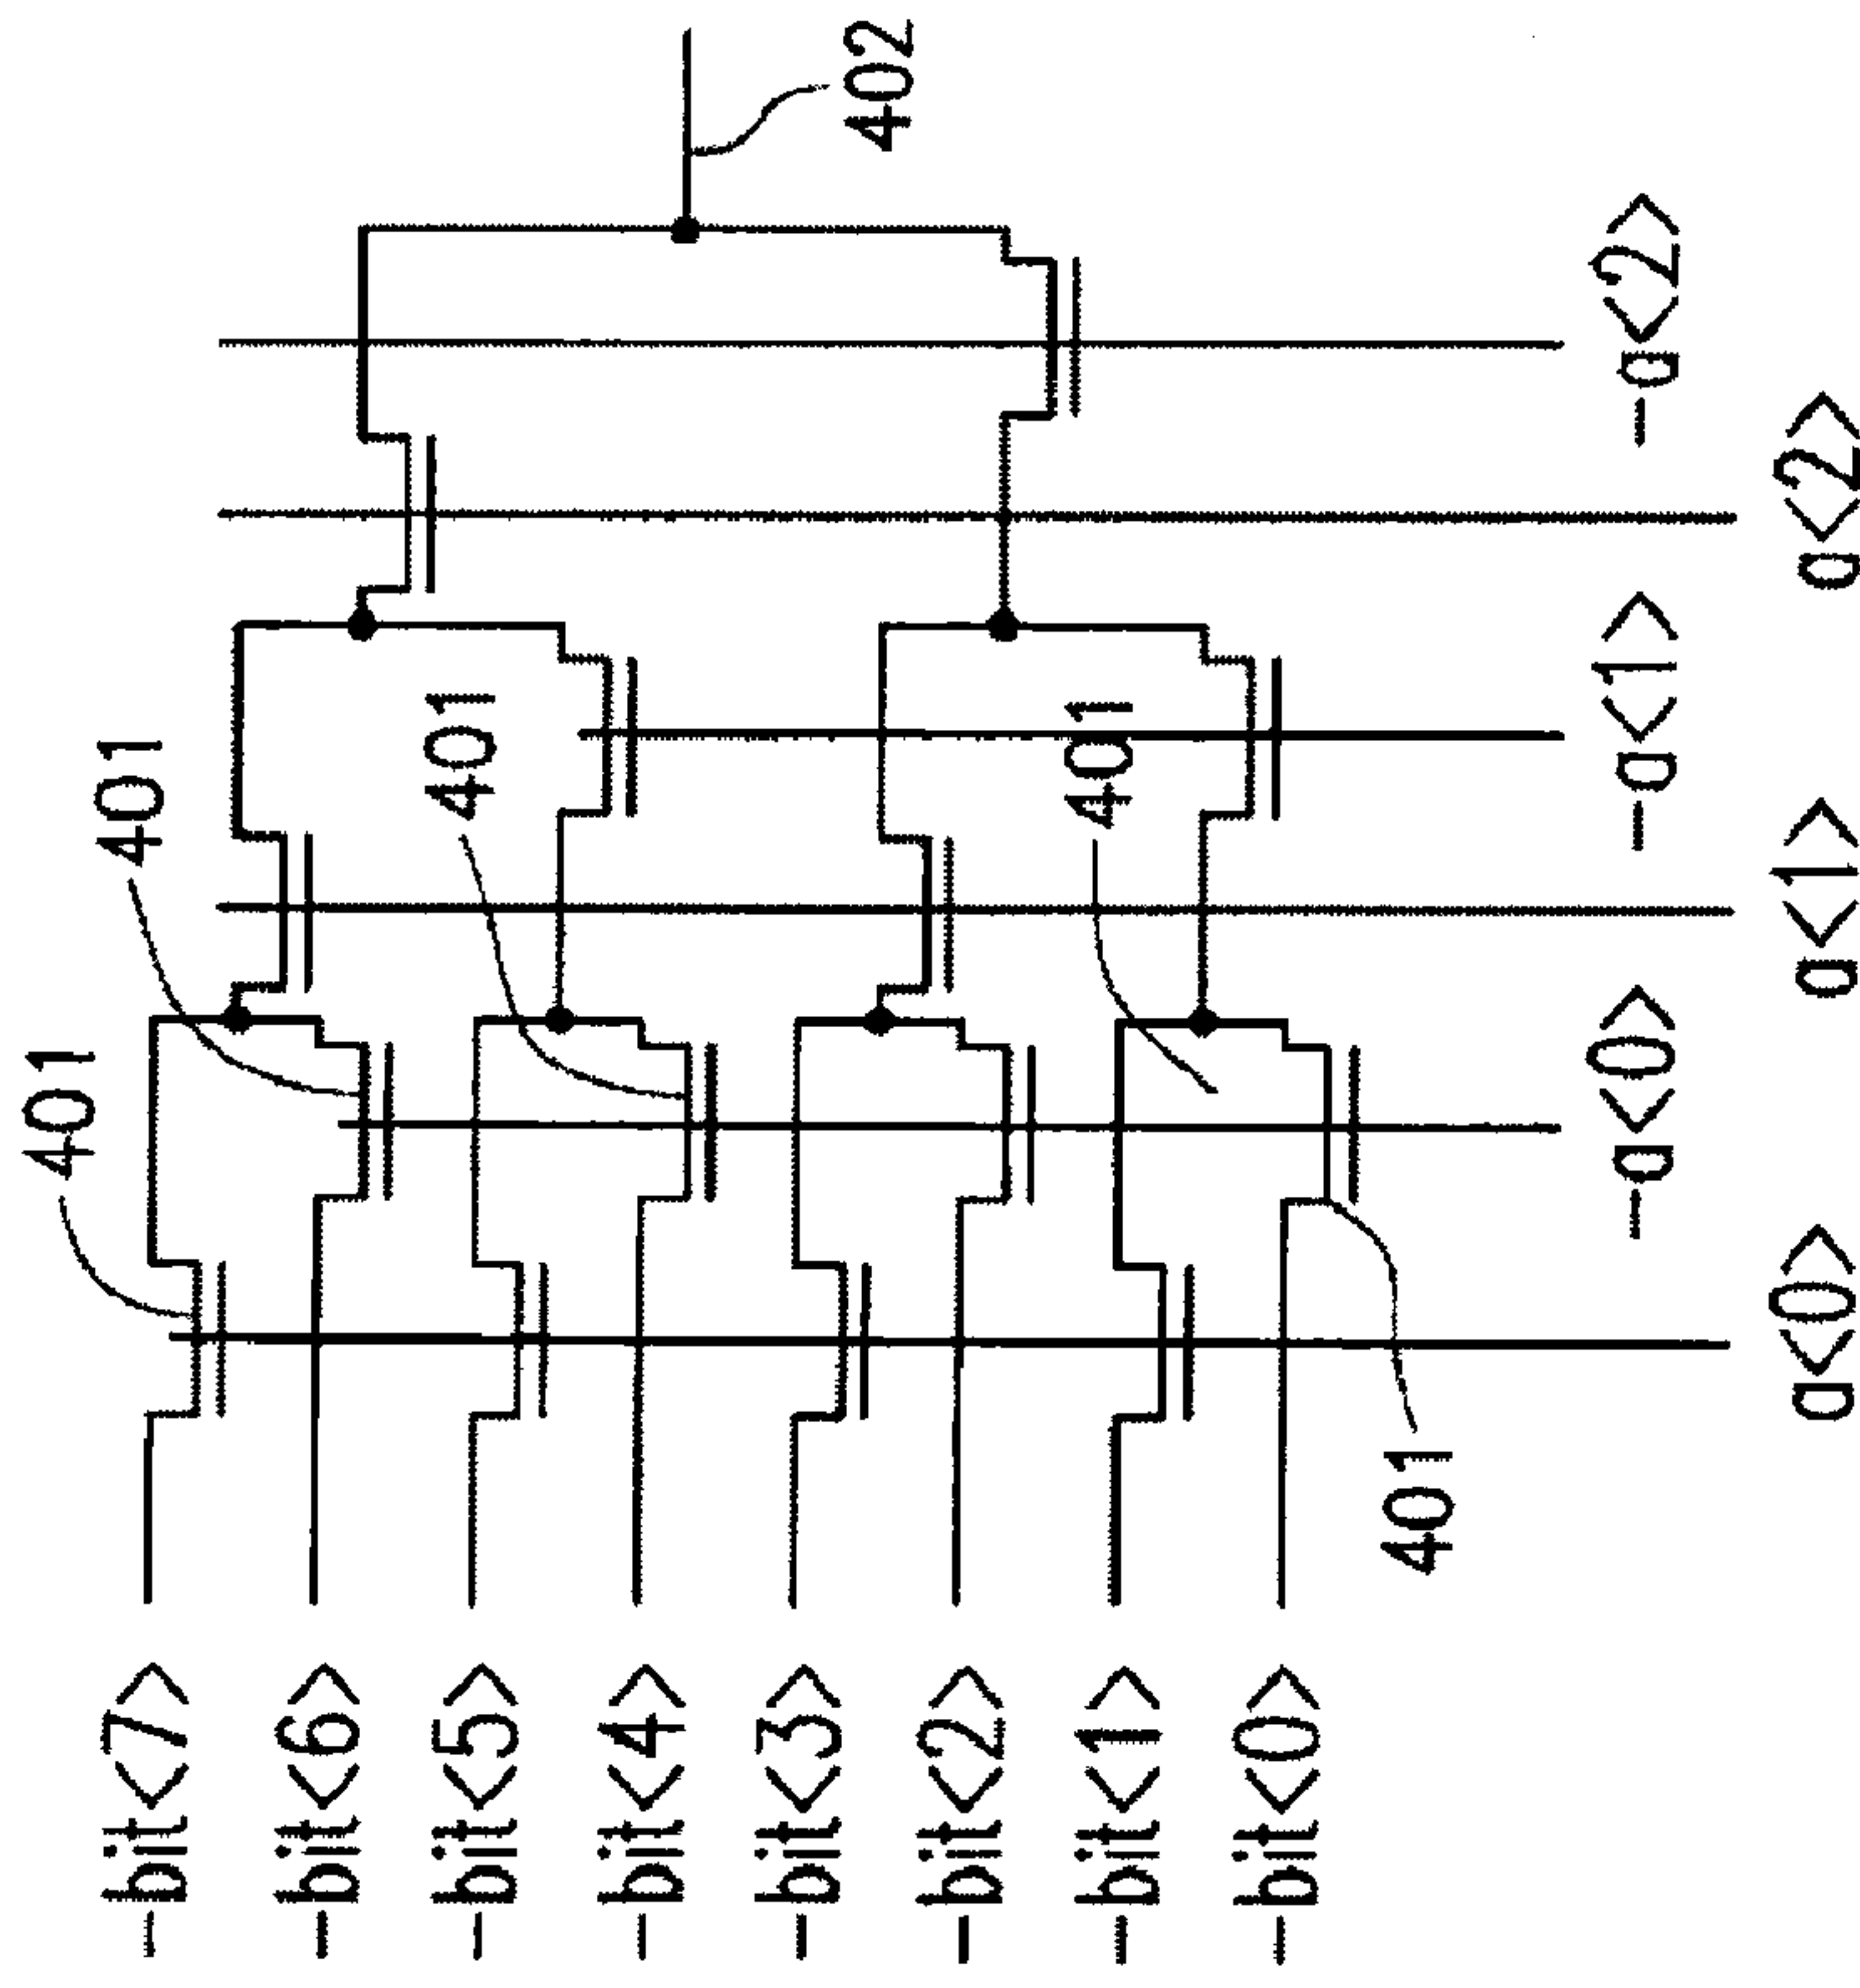 -bit<7>
-bit<6>
-bit<5>
-bit<4>
-bit<3>
-bit<2>
-bit<1>
-bit<0>
401
401
401
401
401
402
a<0>
-a<0>
a<1>
-a<1>
a<2>
-a<2>